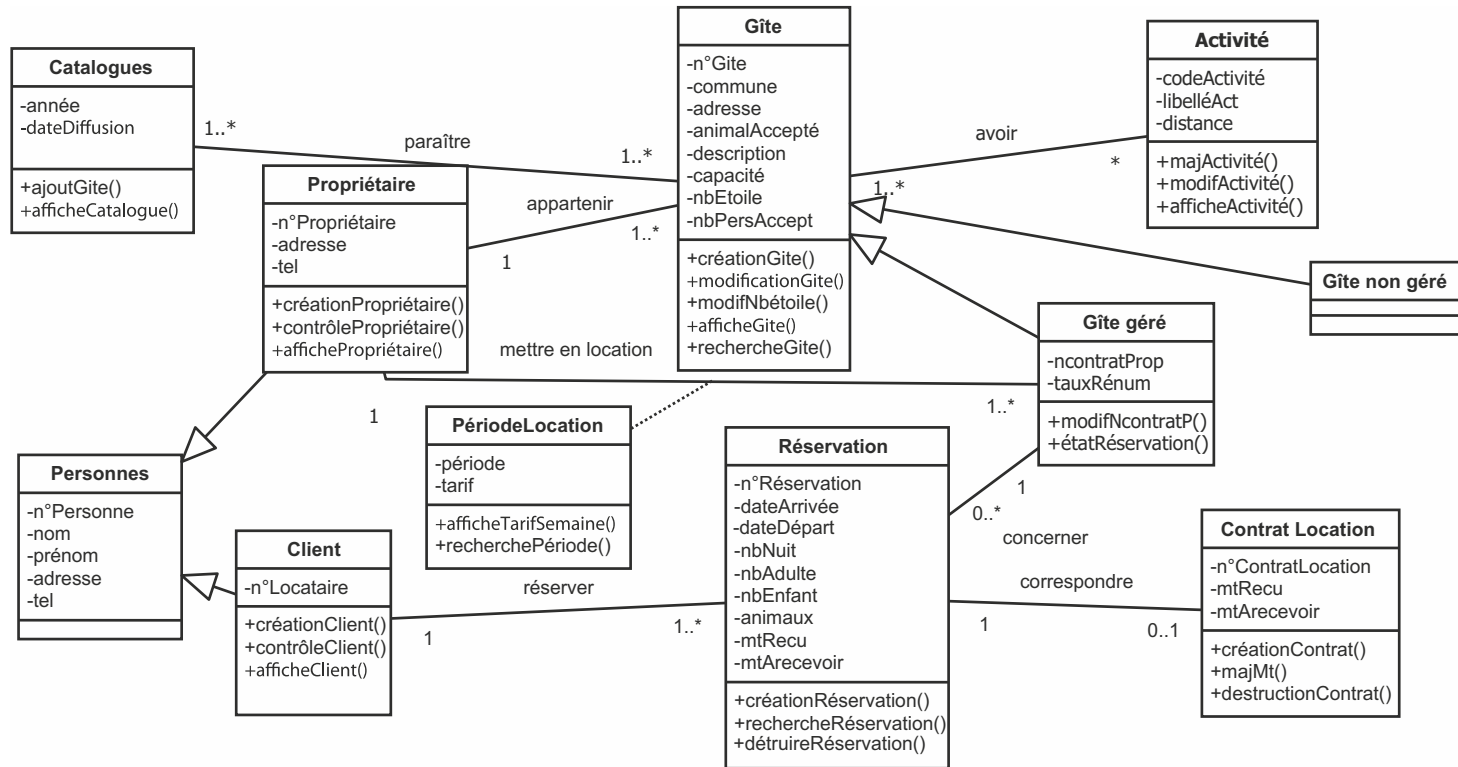 Catalogues
-année
-dateDiffusion
+ajoutGite()
+afficheCatalogue()
1..*
paraître
1..*
Gîte
-n°Gite
-commune
-adresse
-animalAccepté
-description
-capacité
-nbEtoile
-nbPersAccept
+créationGite()
+modificationGite()
+modifNbétoile()
+afficheGite()
+rechercheGite()
avoir
*
1..*
Activité
-codeActivité
-libelléAct
-distance
+majActivité()
+modifActivité()
+afficheActivité()
Propriétaire
-n°Propriétaire
-adresse
-tel
+créationPropriétaire()
+contrôlePropriétaire()
+affichePropriétaire()
appartenir
1
1..*
Gîte non géré
Gîte géré
-ncontratProp
-tauxRénum
+modifNcontratP()
+étatRéservation()
mettre en location
1
1..*
PériodeLocation
-période
-tarif
+afficheTarifSemaine()
+recherchePériode()
Personnes
-n°Personne
-nom
-prénom
-adresse
-tel
Client
-n°Locataire
+créationClient()
+contrôleClient()
+afficheClient()
réserver
1
1..*
Réservation
-n°Réservation
-dateArrivée
-dateDépart
-nbNuit
-nbAdulte
-nbEnfant
-animaux
-mtRecu
-mtArecevoir
+créationRéservation()
+rechercheRéservation()
+détruireRéservation()
1
0..*
concerner
correspondre
1
0..1
Contrat Location
-n°ContratLocation
-mtRecu
-mtArecevoir
+créationContrat()
+majMt()
+destructionContrat()